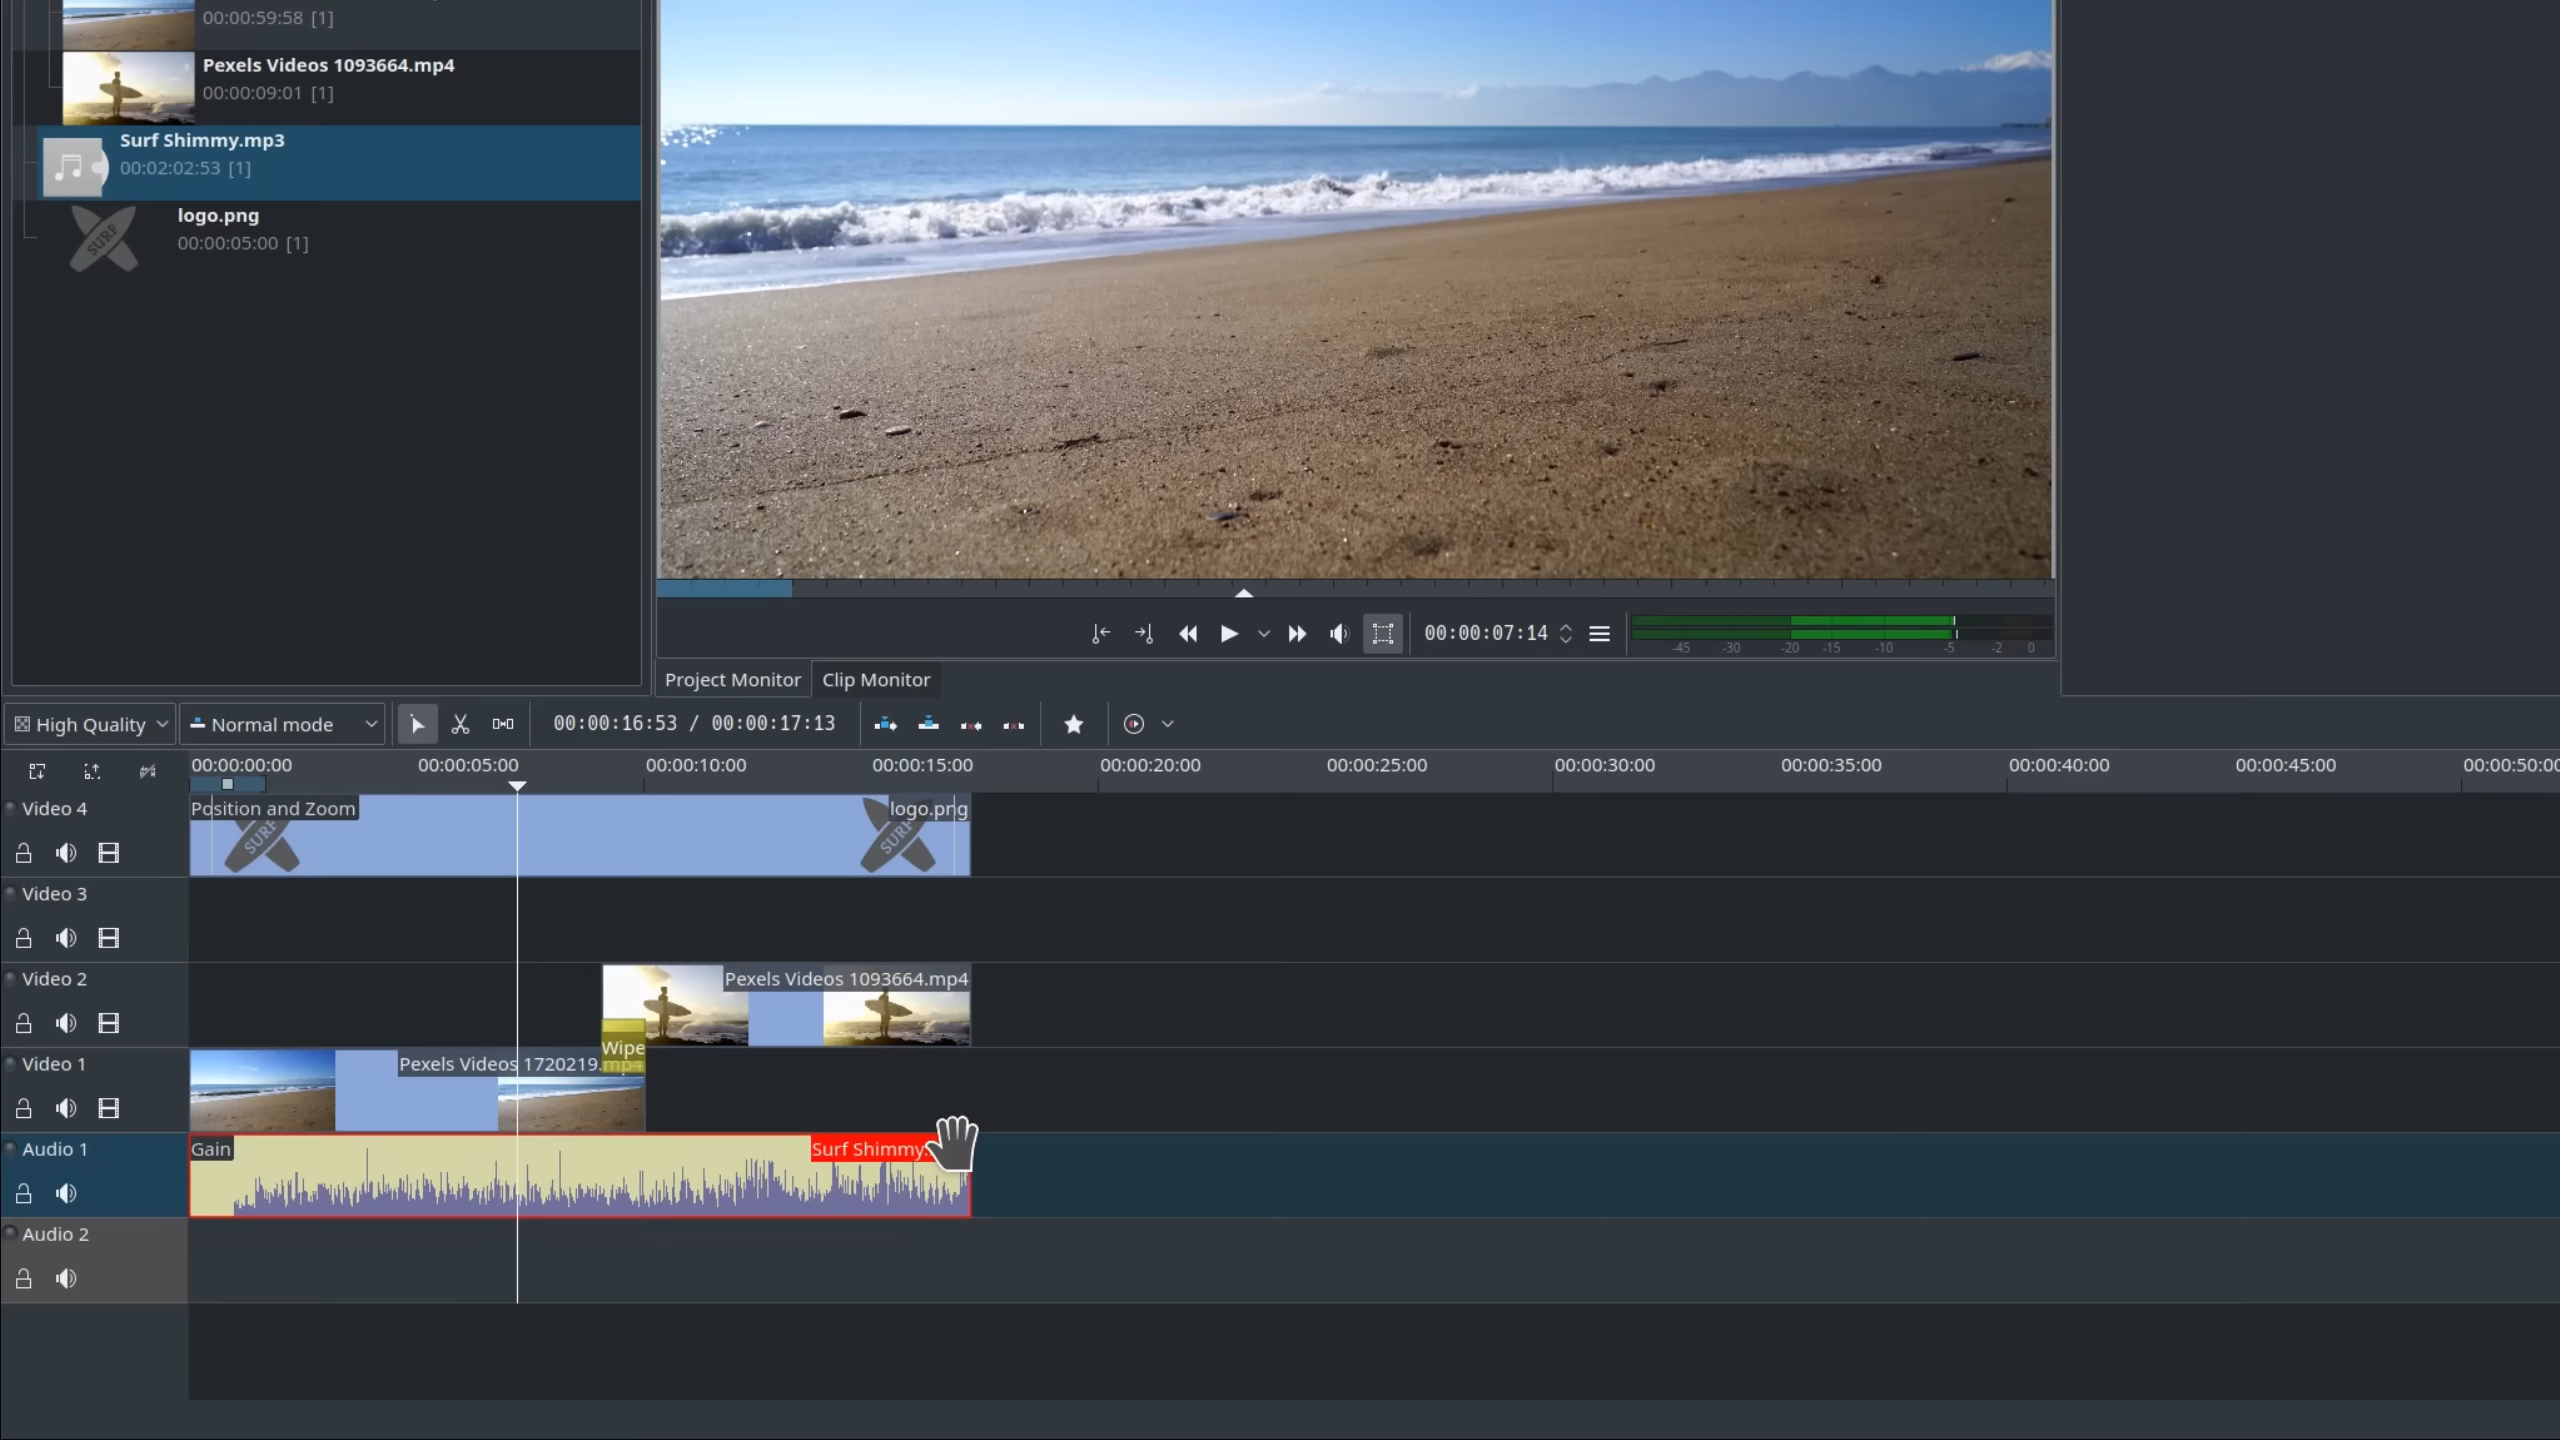 00:00:59:58 [1]
Pexels Videos 1093664.mp4
00:00:09:01 [1]
Surf Shimmy.mp3
00:02:02:53 [1]
SURF
logo.png
00:00:05:00 [1]
00:00:07:14
-45 -30 -20 -15 -10 -5 -2 0
Project Monitor Clip Monitor
High Quality Normal mode 00:00:16:53 / 00:00:17:13
00:00:00:00 00:00:05:00 00:00:10:00 00:00:15:00 00:00:20:00 00:00:25:00 00:00:30:00 00:00:35:00 00:00:40:00 00:00:45:00 00:00:50:00
Video 4 Position and Zoom logo.png
SURF SURF
Video 3
Video 2 Pexels Videos 1093664.mp4
Wipe
Video 1 Pexels Videos 1720219.mp4
Audio 1 Gain Surf Shimmy.
Audio 2